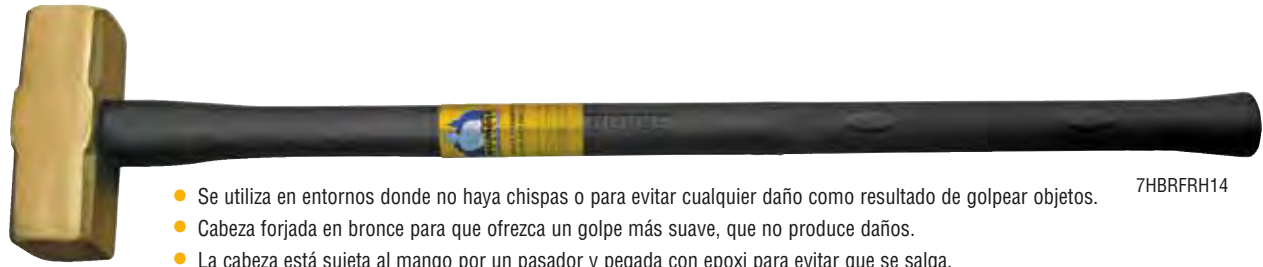 7HBRFRH14
● Se utiliza en entornos donde no haya chispas o para evitar cualquier daño como resultado de golpear objetos.
● Cabeza forjada en bronce para que ofrezca un golpe más suave, que no produce daños.
● La cabeza está sujeta al mango por un pasador y pegada con epoxi para evitar que se salga.